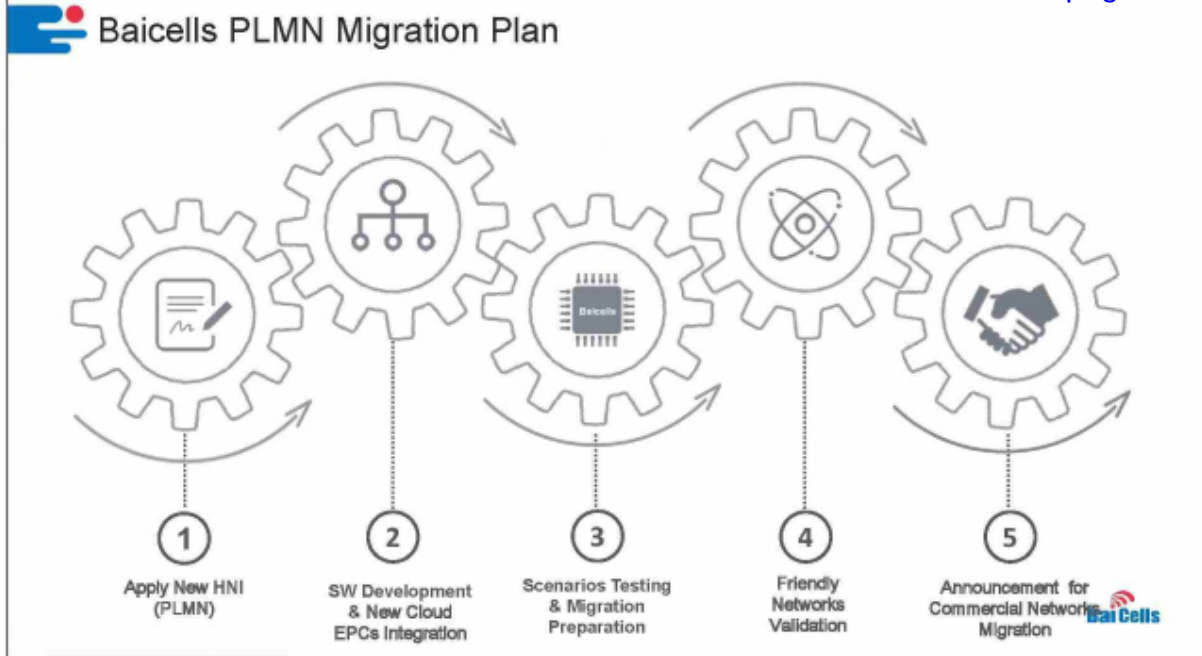 Baicells PLMN Migration Plan
Baicells
1
2
3
4
5
Apply New HNI
(PLMN)
SW Development
& New Cloud
EPCs Integration
Scenarios Testing
& Migration
Preparation
Friendly
Networks
Validation
Announcement for
Commercial Networks
Migration
BaiCells